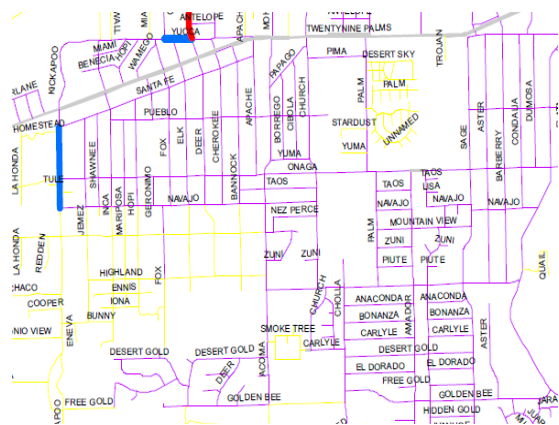 ANTELOPE
YUCCA
TWENTYNINE PALMS
MIAMI
HOPI
BENECIA
WAMEGO
KICKAPOO
SANTA FE
PAPAGO
PIMA
DESERT SKY
TROJAN
PALM
PALM
PUEBLO
HOMESTEAD
STARDUST
UNNAMED
YUMA
YUMA
BORREGO
CIBOLA
CHURCH
APACHE
FOX
ELK
DEER
CHEROKEE
SAGE
ASTER
BARBERRY
CONDALIA
DUMOSA
LA HONDA
TULE
SHAWNEE
ONAGA
BANNOCK
TAOS
TAOS
TAOS
USA
JEMEZ
INCA
MARIPOSA
HOPI
GERONIMO
NAVAJO
NAVAJO
NAVAJO
NAVAJO
NEZ PERCE
MOUNTAIN VIEW
PALM
ZUNI
ZUNI
ZUNI
ZUNI
PIUTE
PIUTE
LA HONDA
REDDEN
QUAIL
HIGHLAND
FOX
ENNIS
IONA
COOPER
BUNNY
CHURCH
CHOLLA
ANACONDA
ANACONDA
BONANZA
BONANZA
AMADOR
CARLYLE
CARLYLE
ENEVA
SMOKE TREE
CARLYLE
ASTER
DESERT GOLD
DESERT GOLD
DESERT GOLD
ACOMA
DEER
EL DORADO
EL DORADO
FREE GOLD
FREE GOLD
GOLDEN BEE
GOLDEN BEE
HIDDEN GOLD